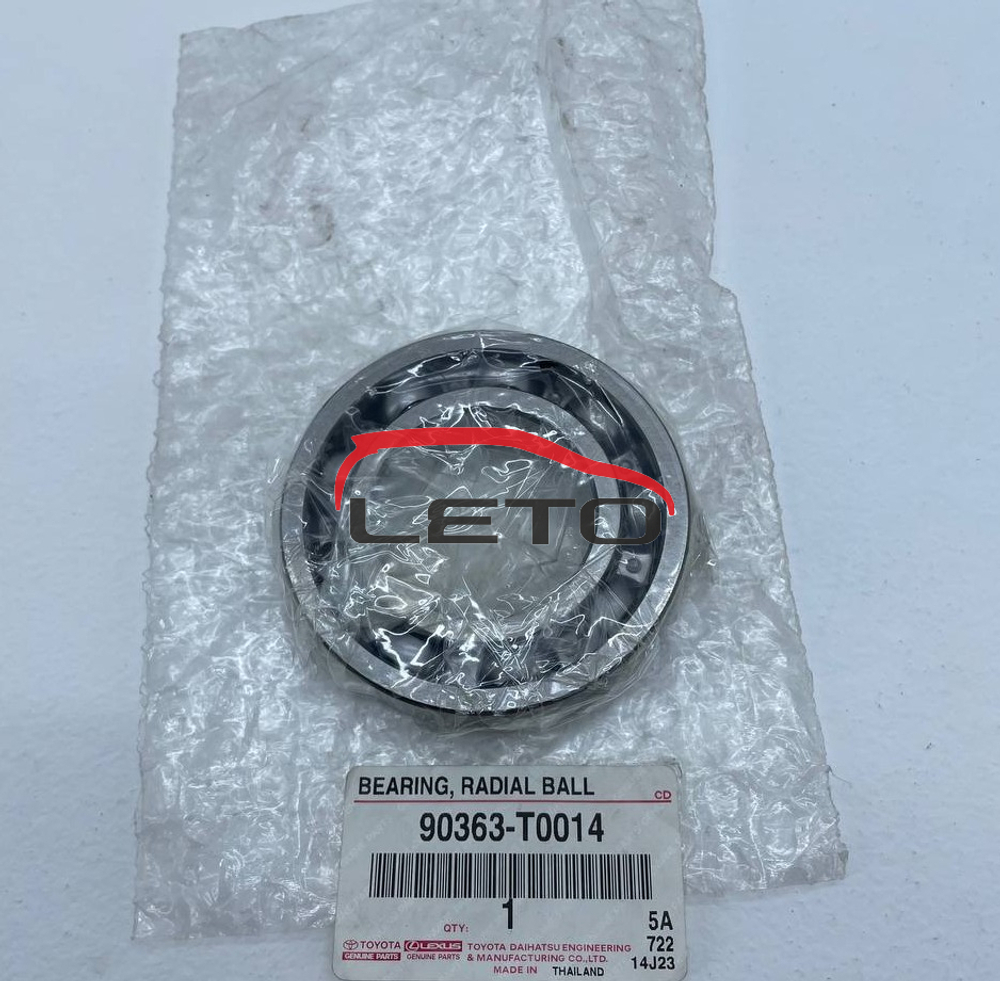 LETO
BEARING, RADIAL BALL
CD
90363-T0014
1
QTY:
5A
TOYOTA
GENUINE PARTS
LEXUS
GENUINE PARTS
TOYOTA DAIHATSU ENGINEERING
& MANUFACTURING CO.,LTD.
MADE IN THAILAND
722
14J23